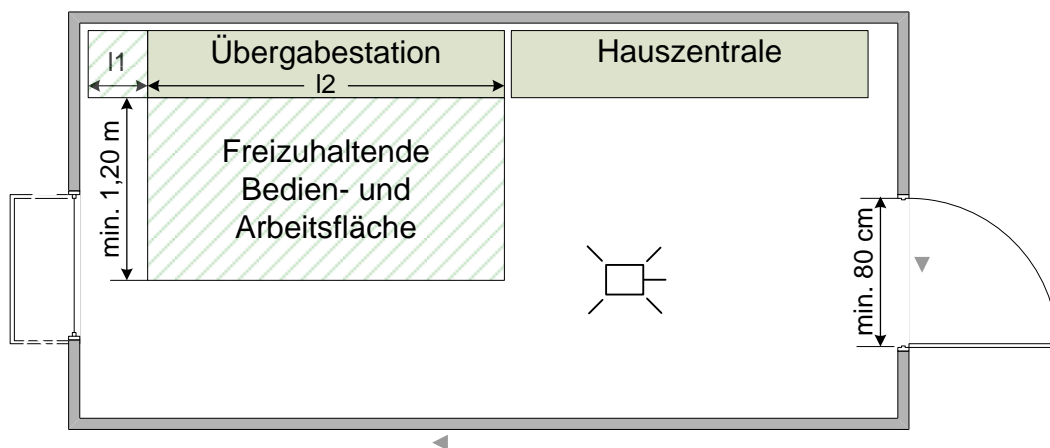 Übergabestation
Hauszentrale
l1
l2
min. 1,20 m
Freizuhaltende
Bedien- und
Arbeitsfläche
min. 80 cm